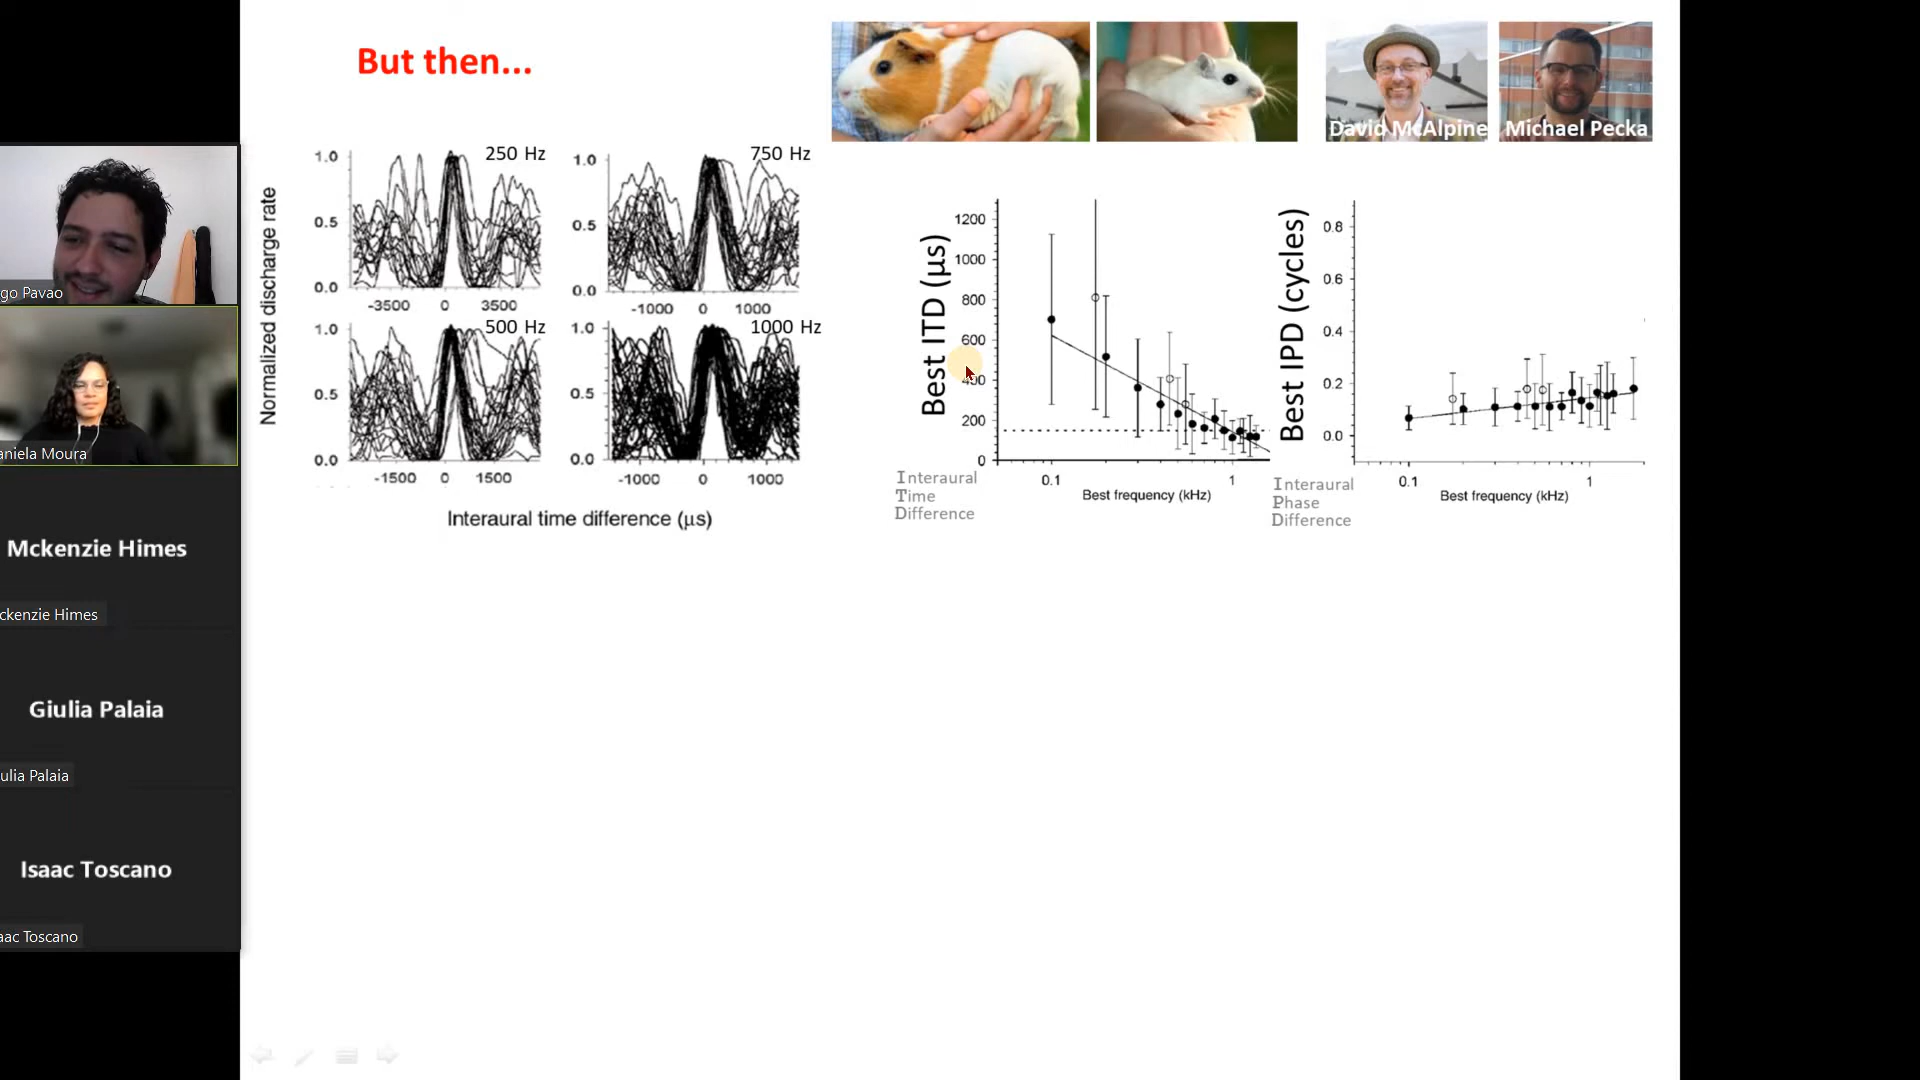 But then...
David McAlpine
Michael Pecka
Normalized discharge rate
250 Hz
1.0
0.5
0.0
-3500 0 3500
750 Hz
1.0
0.5
0.0
-1000 0 1000
500 Hz
1.0
0.5
0.0
-1500 0 1500
1000 Hz
1.0
0.5
0.0
-1000 0 1000
Interaural time difference (µs)
Best ITD (µs)
1200
1000
800
600
400
200
0
0.1 1
Best frequency (kHz)
Interaural
Time
Difference
Best IPD (cycles)
0.8
0.6
0.4
0.2
0.0
0.1 1
Best frequency (kHz)
Interaural
Phase
Difference
go Pavao
aniela Moura
Mckenzie Himes
ckenzie Himes
Giulia Palaia
ulia Palaia
Isaac Toscano
aac Toscano